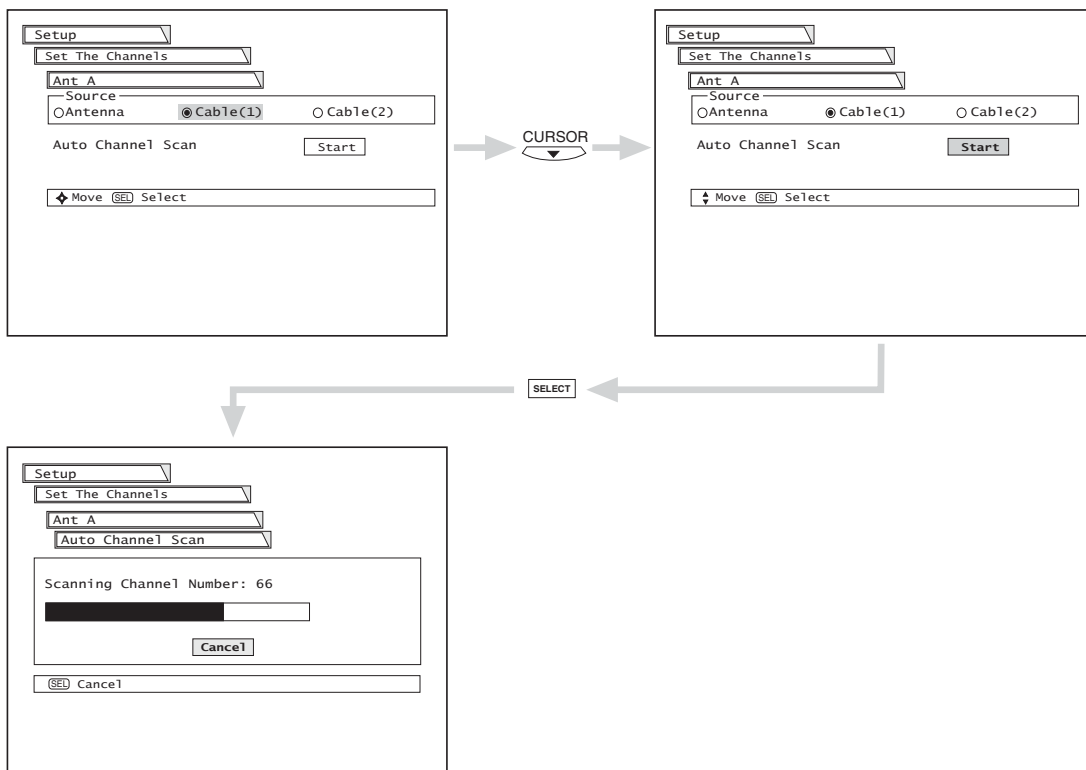 Setup
Set The Channels
Ant A
Source
Antenna Cable(1) Cable(2)
Auto Channel Scan Start
Move SEL Select
CURSOR
Setup
Set The Channels
Ant A
Source
Antenna Cable(1) Cable(2)
Auto Channel Scan Start
Move SEL Select
SELECT
Setup
Set The Channels
Ant A
Auto Channel Scan
Scanning Channel Number: 66
Cancel
SEL Cancel